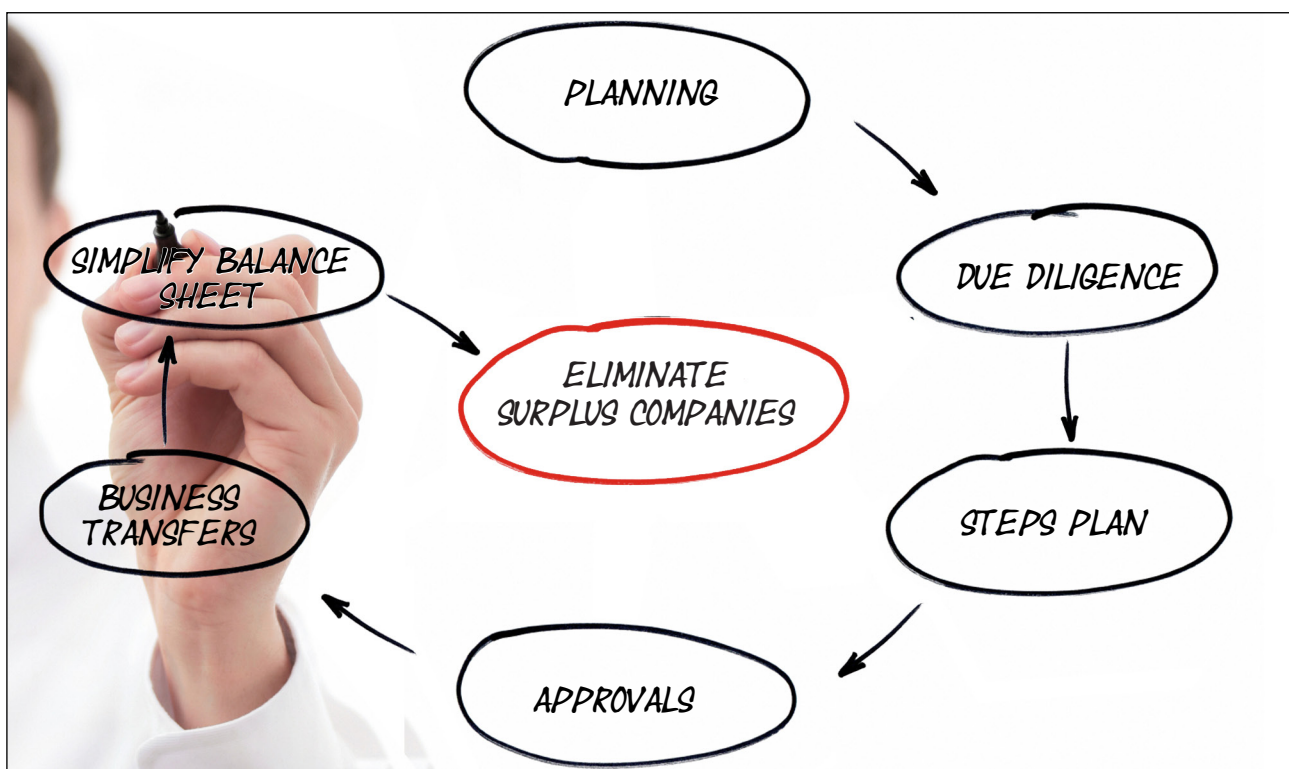 PLANNING
DUE DILIGENCE
STEPS PLAN
APPROVALS
BUSINESS
TRANSFERS
SIMPLIFY BALANCE
SHEET
ELIMINATE
SURPLUS COMPANIES